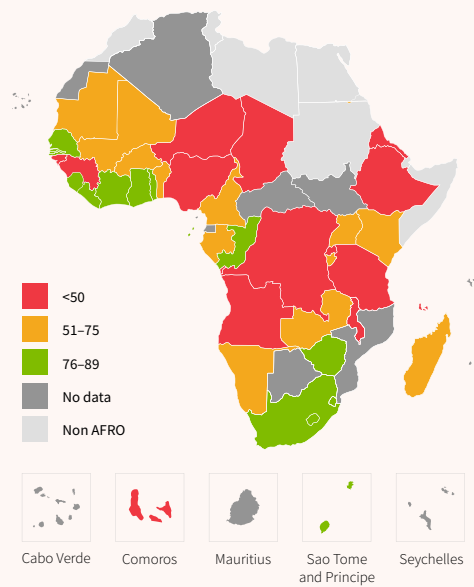 <50
51–75
76–89
No data
Non AFRO
Cabo Verde
Comoros
Mauritius
Sao Tome
and Principe
Seychelles